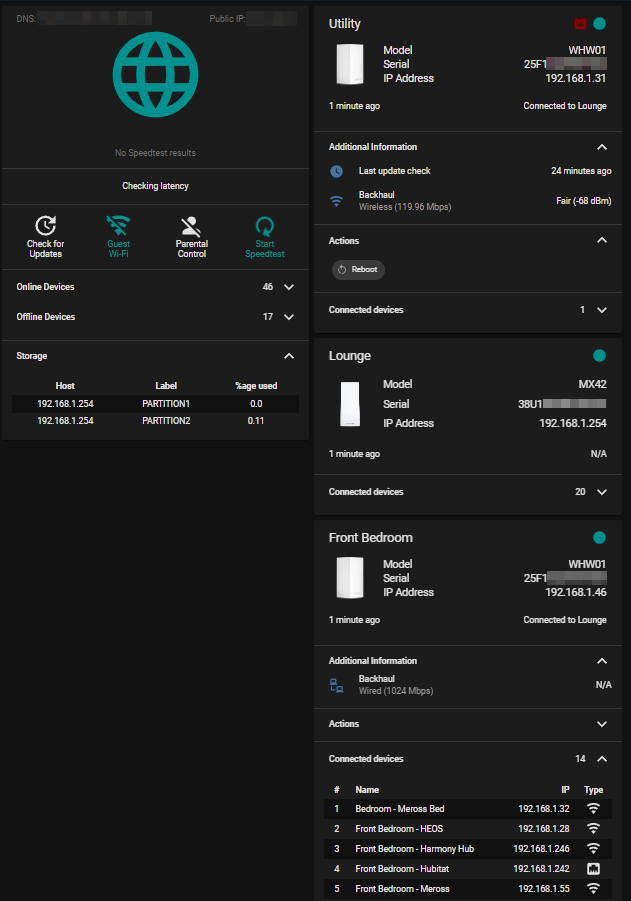 DNS:
Public IP:
No Speedtest results
Checking latency
Check for Updates
Guest Wi-Fi
Parental Control
Start Speedtest
Online Devices 46
Offline Devices 17
Storage
Host Label %age used
192.168.1.254 PARTITION1 0.0
192.168.1.254 PARTITION2 0.11
Utility
Model WHW01
Serial 25F1
IP Address 192.168.1.31
1 minute ago Connected to Lounge
Additional Information
Last update check 24 minutes ago
Backhaul
Wireless (119.96 Mbps) Fair (-68 dBm)
Actions
Reboot
Connected devices 1
Lounge
Model MX42
Serial 38U1
IP Address 192.168.1.254
1 minute ago N/A
Connected devices 20
Front Bedroom
Model WHW01
Serial 25F1
IP Address 192.168.1.46
1 minute ago Connected to Lounge
Additional Information
Backhaul
Wired (1024 Mbps) N/A
Actions
Connected devices 14
# Name IP Type
1 Bedroom - Meross Bed 192.168.1.32
2 Front Bedroom - HEOS 192.168.1.28
3 Front Bedroom - Harmony Hub 192.168.1.246
4 Front Bedroom - Hubitat 192.168.1.242
5 Front Bedroom - Meross 192.168.1.55